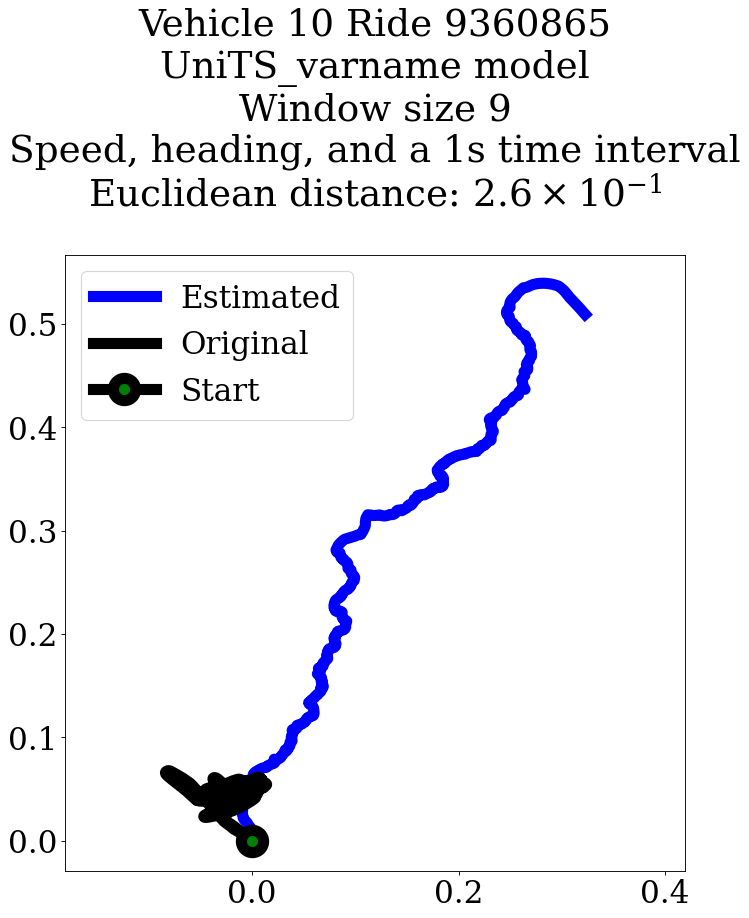 Vehicle 10 Ride 9360865
UniTS_varname model
Window size 9
Speed, heading, and a 1s time interval
Euclidean distance: 2.6 × 10⁻¹
Estimated
Original
Start
0.5
0.4
0.3
0.2
0.1
0.0
0.0 0.2 0.4